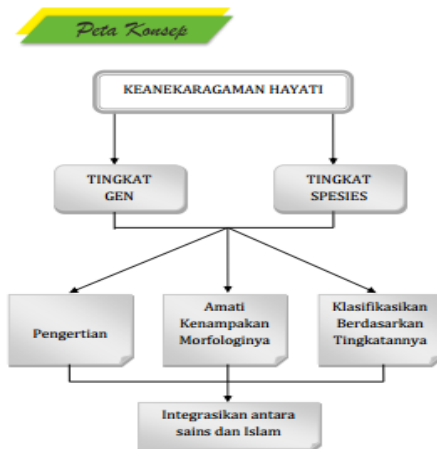 Peta Konsep
KEANEKARAGAMAN HAYATI
TINGKAT
GEN
TINGKAT
SPESIES
Pengertian
Amati
Kenampakan
Morfologinya
Klasifikasikan
Berdasarkan
Tingkatannya
Integrasikan antara
sains dan Islam